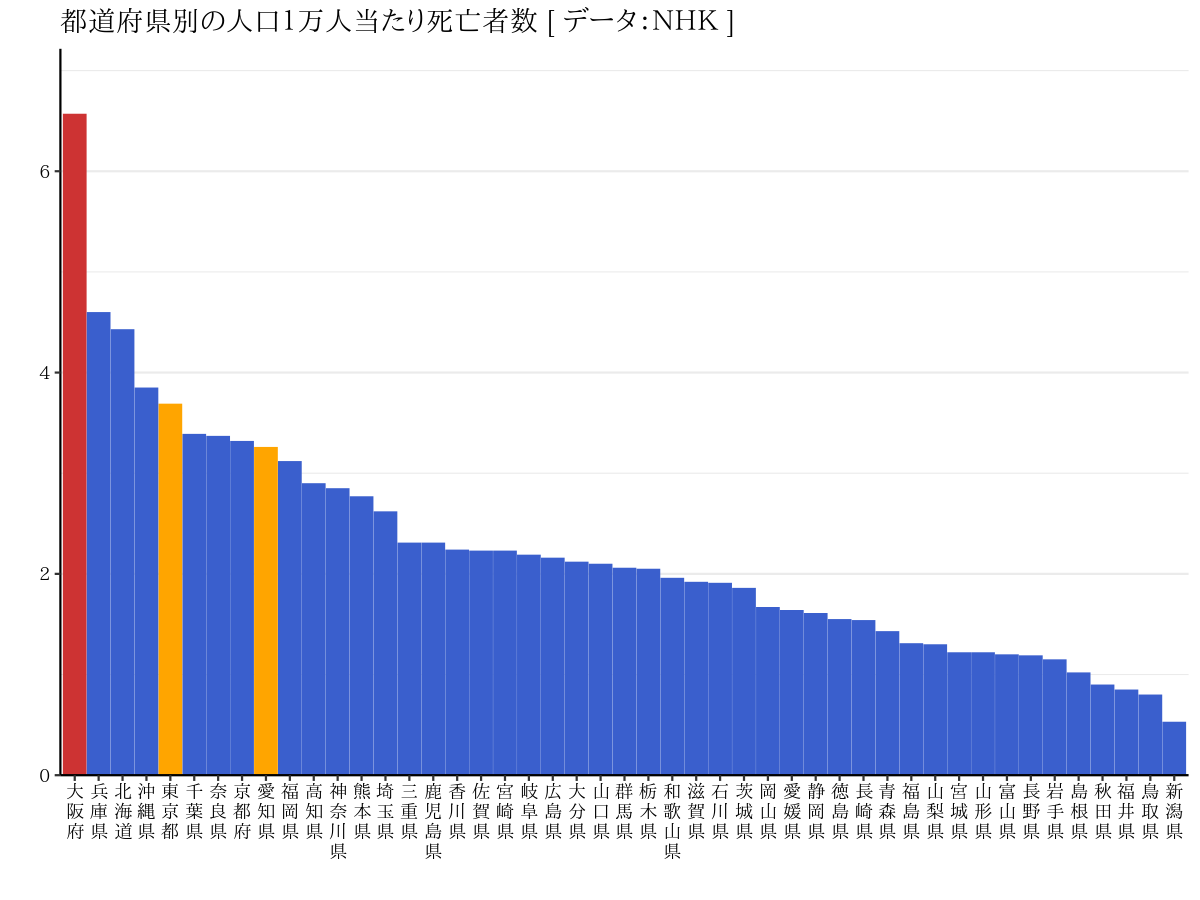 都道府県別の人口1万人当たり死亡者数 [ データ:NHK ]
6
4
2
0
大阪府
兵庫県
北海道
沖縄県
東京都
千葉県
奈良県
京都府
愛知県
福岡県
高知県
神奈川県
熊本県
埼玉県
三重県
鹿児島県
香川県
佐賀県
宮崎県
岐阜県
広島県
大分県
山口県
群馬県
栃木県
和歌山県
滋賀県
石川県
茨城県
岡山県
愛媛県
静岡県
徳島県
長崎県
青森県
福島県
山梨県
宮城県
山形県
富山県
長野県
岩手県
島根県
秋田県
福井県
鳥取県
新潟県